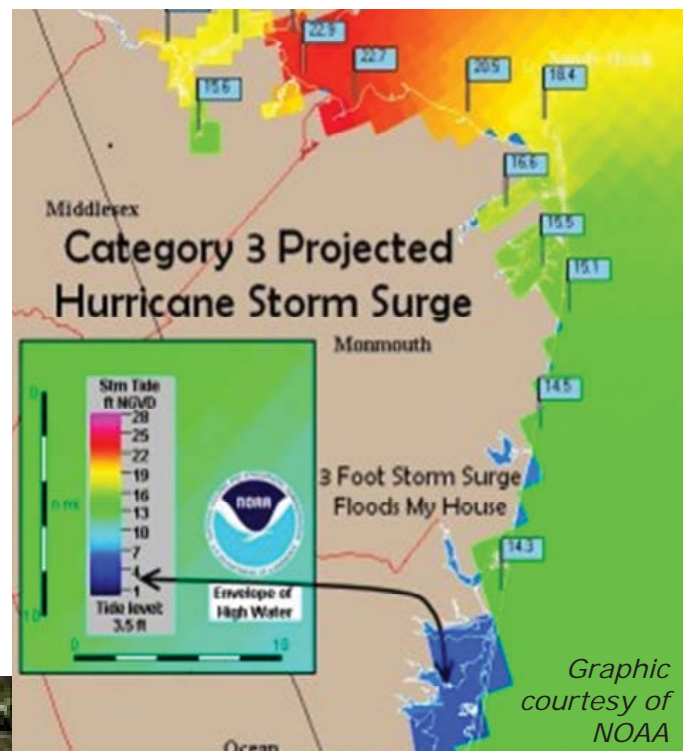 22.9
22.7
20.5
18.4
15.6
16.6
Middlesex
Category 3 Projected
Hurricane Storm Surge
15.5
15.1
Monmouth
14.5
3 Foot Storm Surge
Floods My House
14.3
Stm Tide
ft NGVD
28
25
22
19
16
13
10
7
4
1
Tide level:
3.5 ft
0
n mi
10
0
10
NOAA
Envelope of
High Water
Ocean
Graphic
courtesy of
NOAA